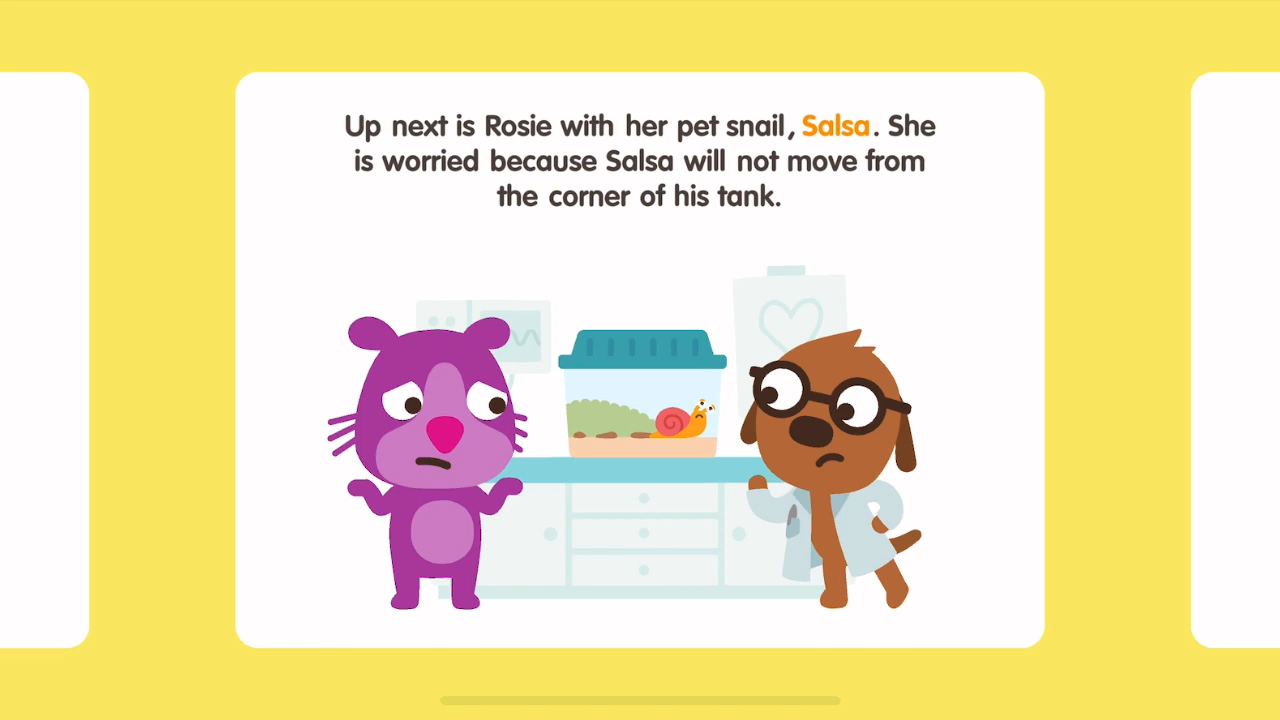 Up next is Rosie with her pet snail, Salsa. She
is worried because Salsa will not move from
the corner of his tank.